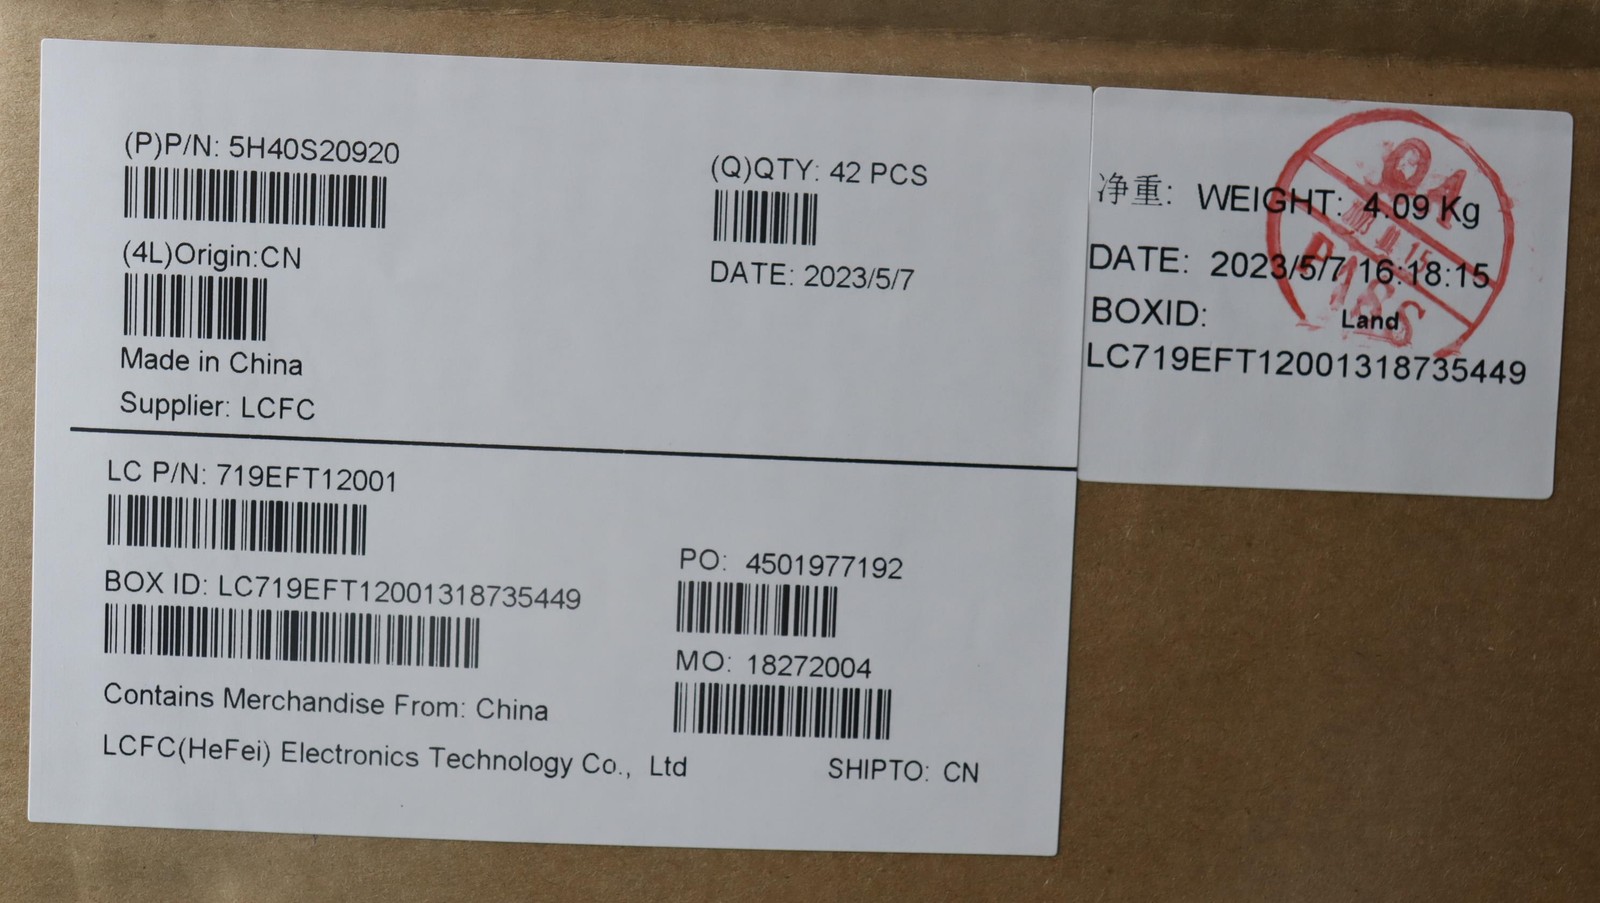 (P)P/N: 5H40S20920
(Q)QTY: 42 PCS
(4L)Origin:CN
DATE: 2023/5/7
Made in China
Supplier: LCFC
LC P/N: 719EFT12001
BOX ID: LC719EFT12001318735449
PO: 4501977192
MO: 18272004
Contains Merchandise From: China
LCFC(HeFei) Electronics Technology Co., Ltd
SHIPTO: CN
净重: WEIGHT: 4.09 Kg
DATE: 2023/5/7 16:18:15
BOXID:
Land
LC719EFT12001318735449
QA
PASS